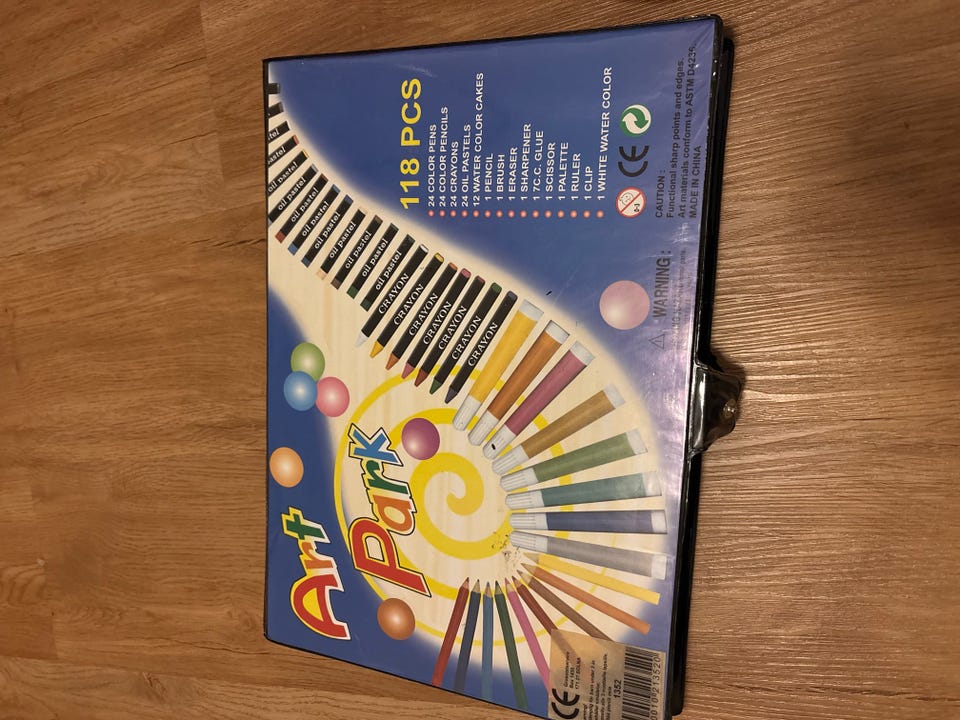 Art
Park
118 PCS
24 COLOR PENS
24 COLOR PENCILS
24 CRAYONS
24 OIL PASTELS
12 WATER COLOR CAKES
1 PENCIL
1 BRUSH
1 ERASER
1 SHARPENER
1 7C.C. GLUE
1 SCISSOR
1 PALETTE
1 RULER
1 CLIP
1 WHITE WATER COLOR
oil pastel
oil pastel
oil pastel
oil pastel
oil pastel
oil pastel
oil pastel
CRAYON
CRAYON
CRAYON
CRAYON
CRAYON
CRAYON
0-3
CE
WARNING :
CAUTION :
Functional sharp points and edges.
Art materials conform to ASTM D4236.
MADE IN CHINA
CE
SOLNA
1352